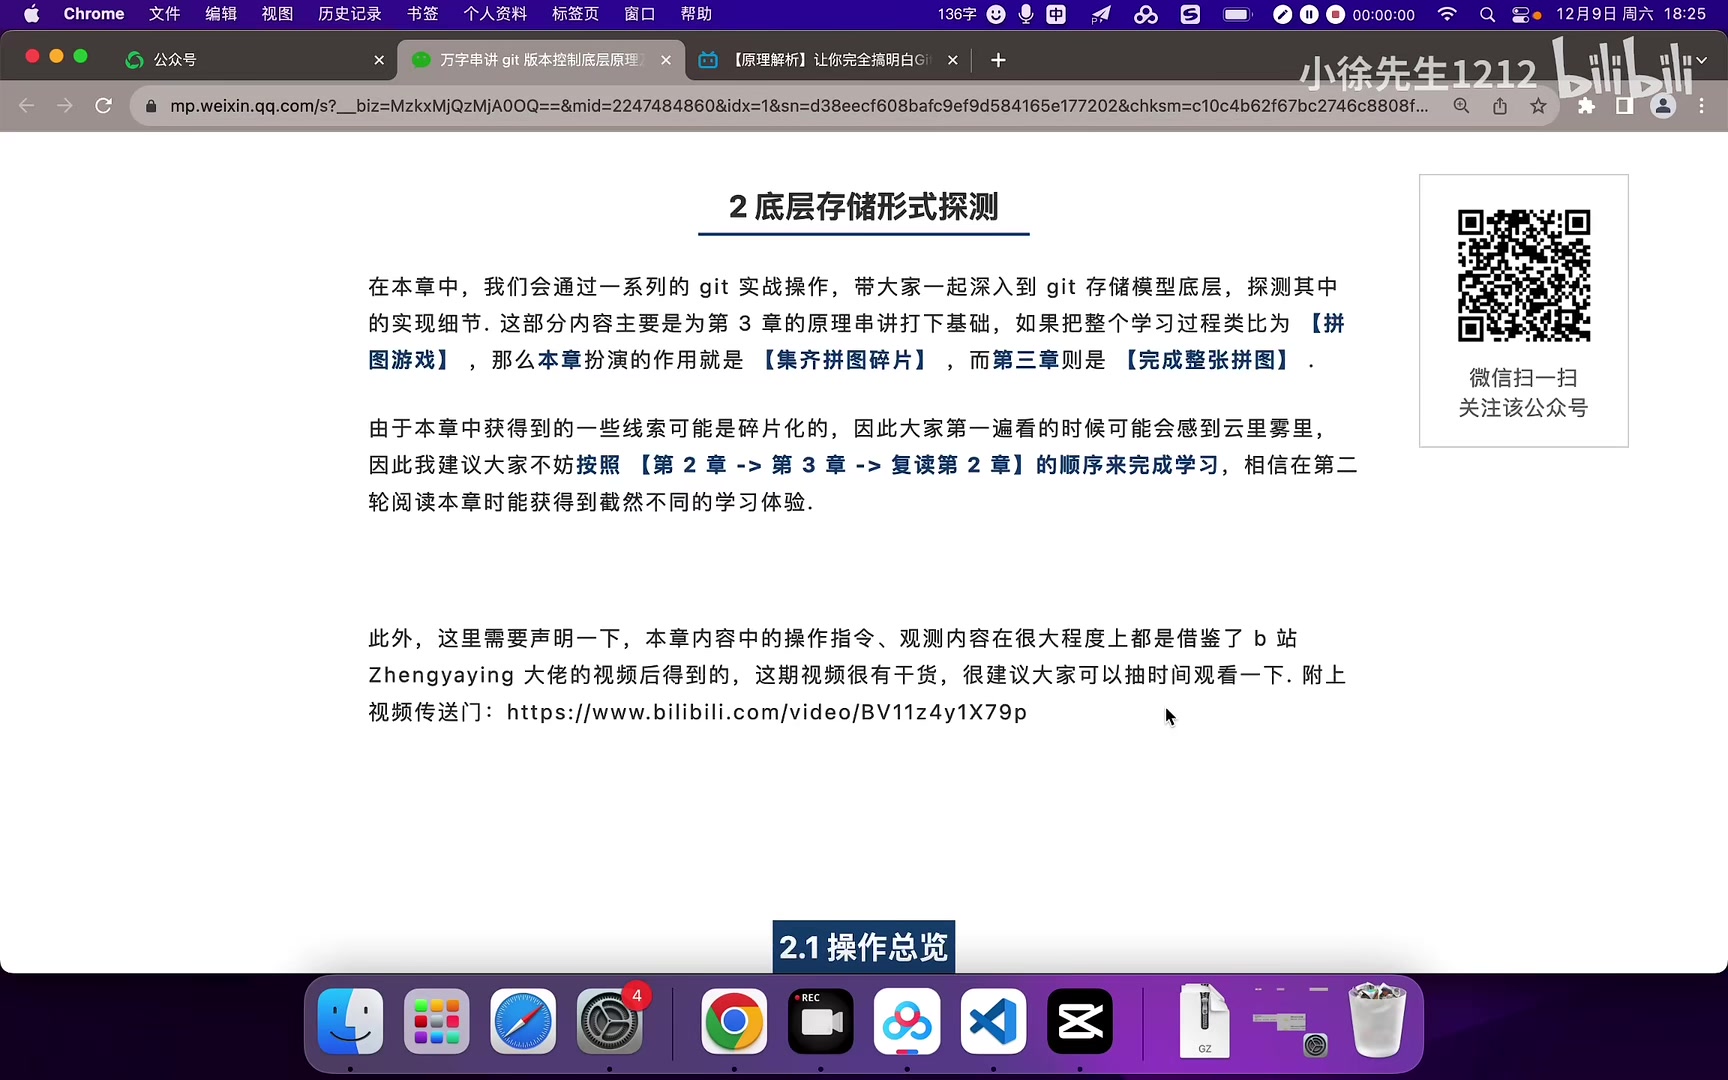 Chrome 文件 编辑 视图 历史记录 书签 个人资料 标签页 窗口 帮助 136字 中 00:00:00 12月9日 周六 18:25
公众号 万字串讲 git 版本控制底层原理 【原理解析】让你完全搞明白Gi
小徐先生1212 bilibili
mp.weixin.qq.com/s?__biz=MzkxMjQzMjA0OQ==&mid=2247484860&idx=1&sn=d38eecf608bafc9ef9d584165e177202&chksm=c10c4b62f67bc2746c8808f...
2 底层存储形式探测
在本章中，我们会通过一系列的 git 实战操作，带大家一起深入到 git 存储模型底层，探测其中
的实现细节. 这部分内容主要是为第 3 章的原理串讲打下基础，如果把整个学习过程类比为 【拼
图游戏】 ，那么本章扮演的作用就是 【集齐拼图碎片】 ，而第三章则是 【完成整张拼图】 .
由于本章中获得到的一些线索可能是碎片化的，因此大家第一遍看的时候可能会感到云里雾里，
因此我建议大家不妨按照 【第 2 章 -> 第 3 章 -> 复读第 2 章】的顺序来完成学习，相信在第二
轮阅读本章时能获得到截然不同的学习体验.
微信扫一扫
关注该公众号
此外，这里需要声明一下，本章内容中的操作指令、观测内容在很大程度上都是借鉴了 b 站
Zhengyaying 大佬的视频后得到的，这期视频很有干货，很建议大家可以抽时间观看一下. 附上
视频传送门：https://www.bilibili.com/video/BV11z4y1X79p
2.1 操作总览
4
REC
GZ